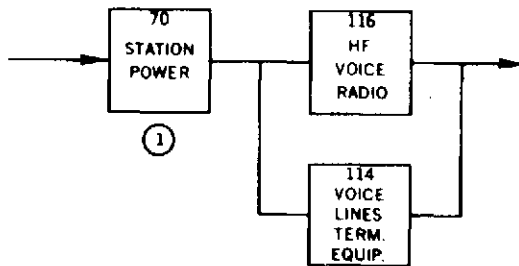 70
STATION
POWER
1
116
HF
VOICE
RADIO
114
VOICE
LINES
TERM.
EQUIP.